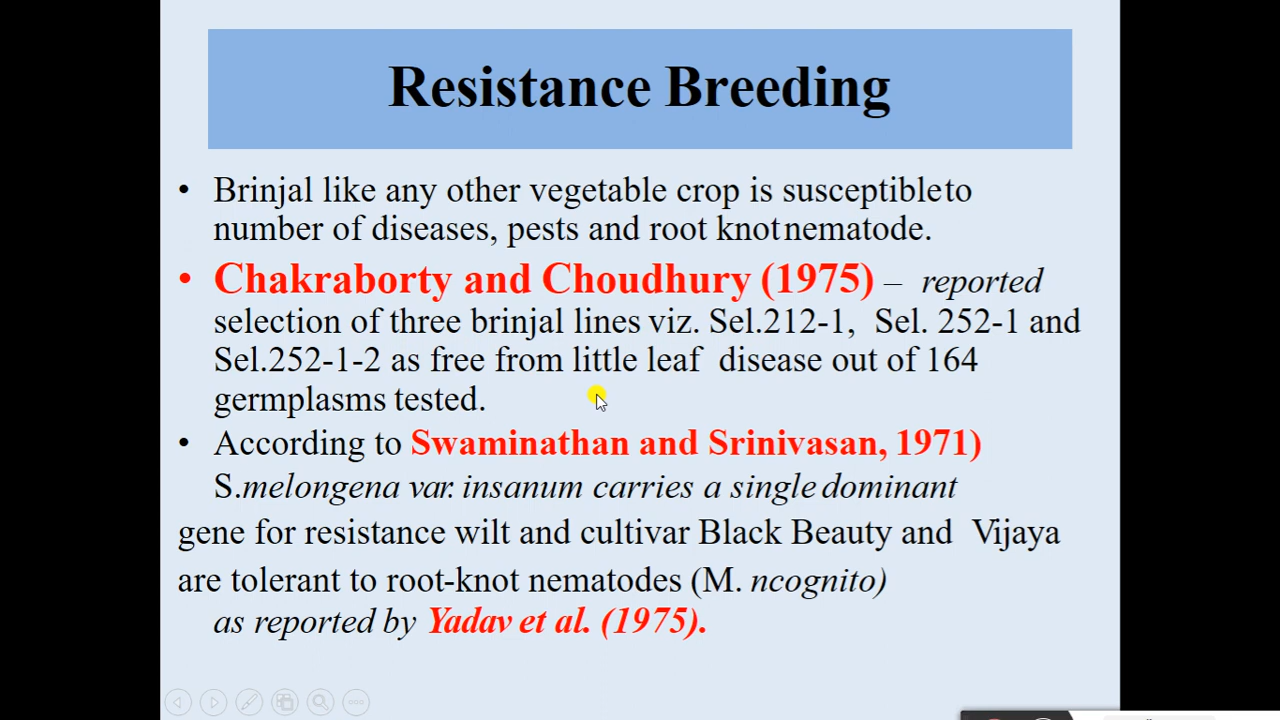 Resistance Breeding
• Brinjal like any other vegetable crop is susceptibleto
number of diseases, pests and root knotnematode.
• Chakraborty and Choudhury (1975) – reported
selection of three brinjal lines viz. Sel.212-1, Sel. 252-1 and
Sel.252-1-2 as free from little leaf disease out of 164
germplasms tested.
• According to Swaminathan and Srinivasan, 1971)
S.melongena var. insanum carries a single dominant
gene for resistance wilt and cultivar Black Beauty and Vijaya
are tolerant to root-knot nematodes (M. ncognito)
as reported by Yadav et al. (1975).